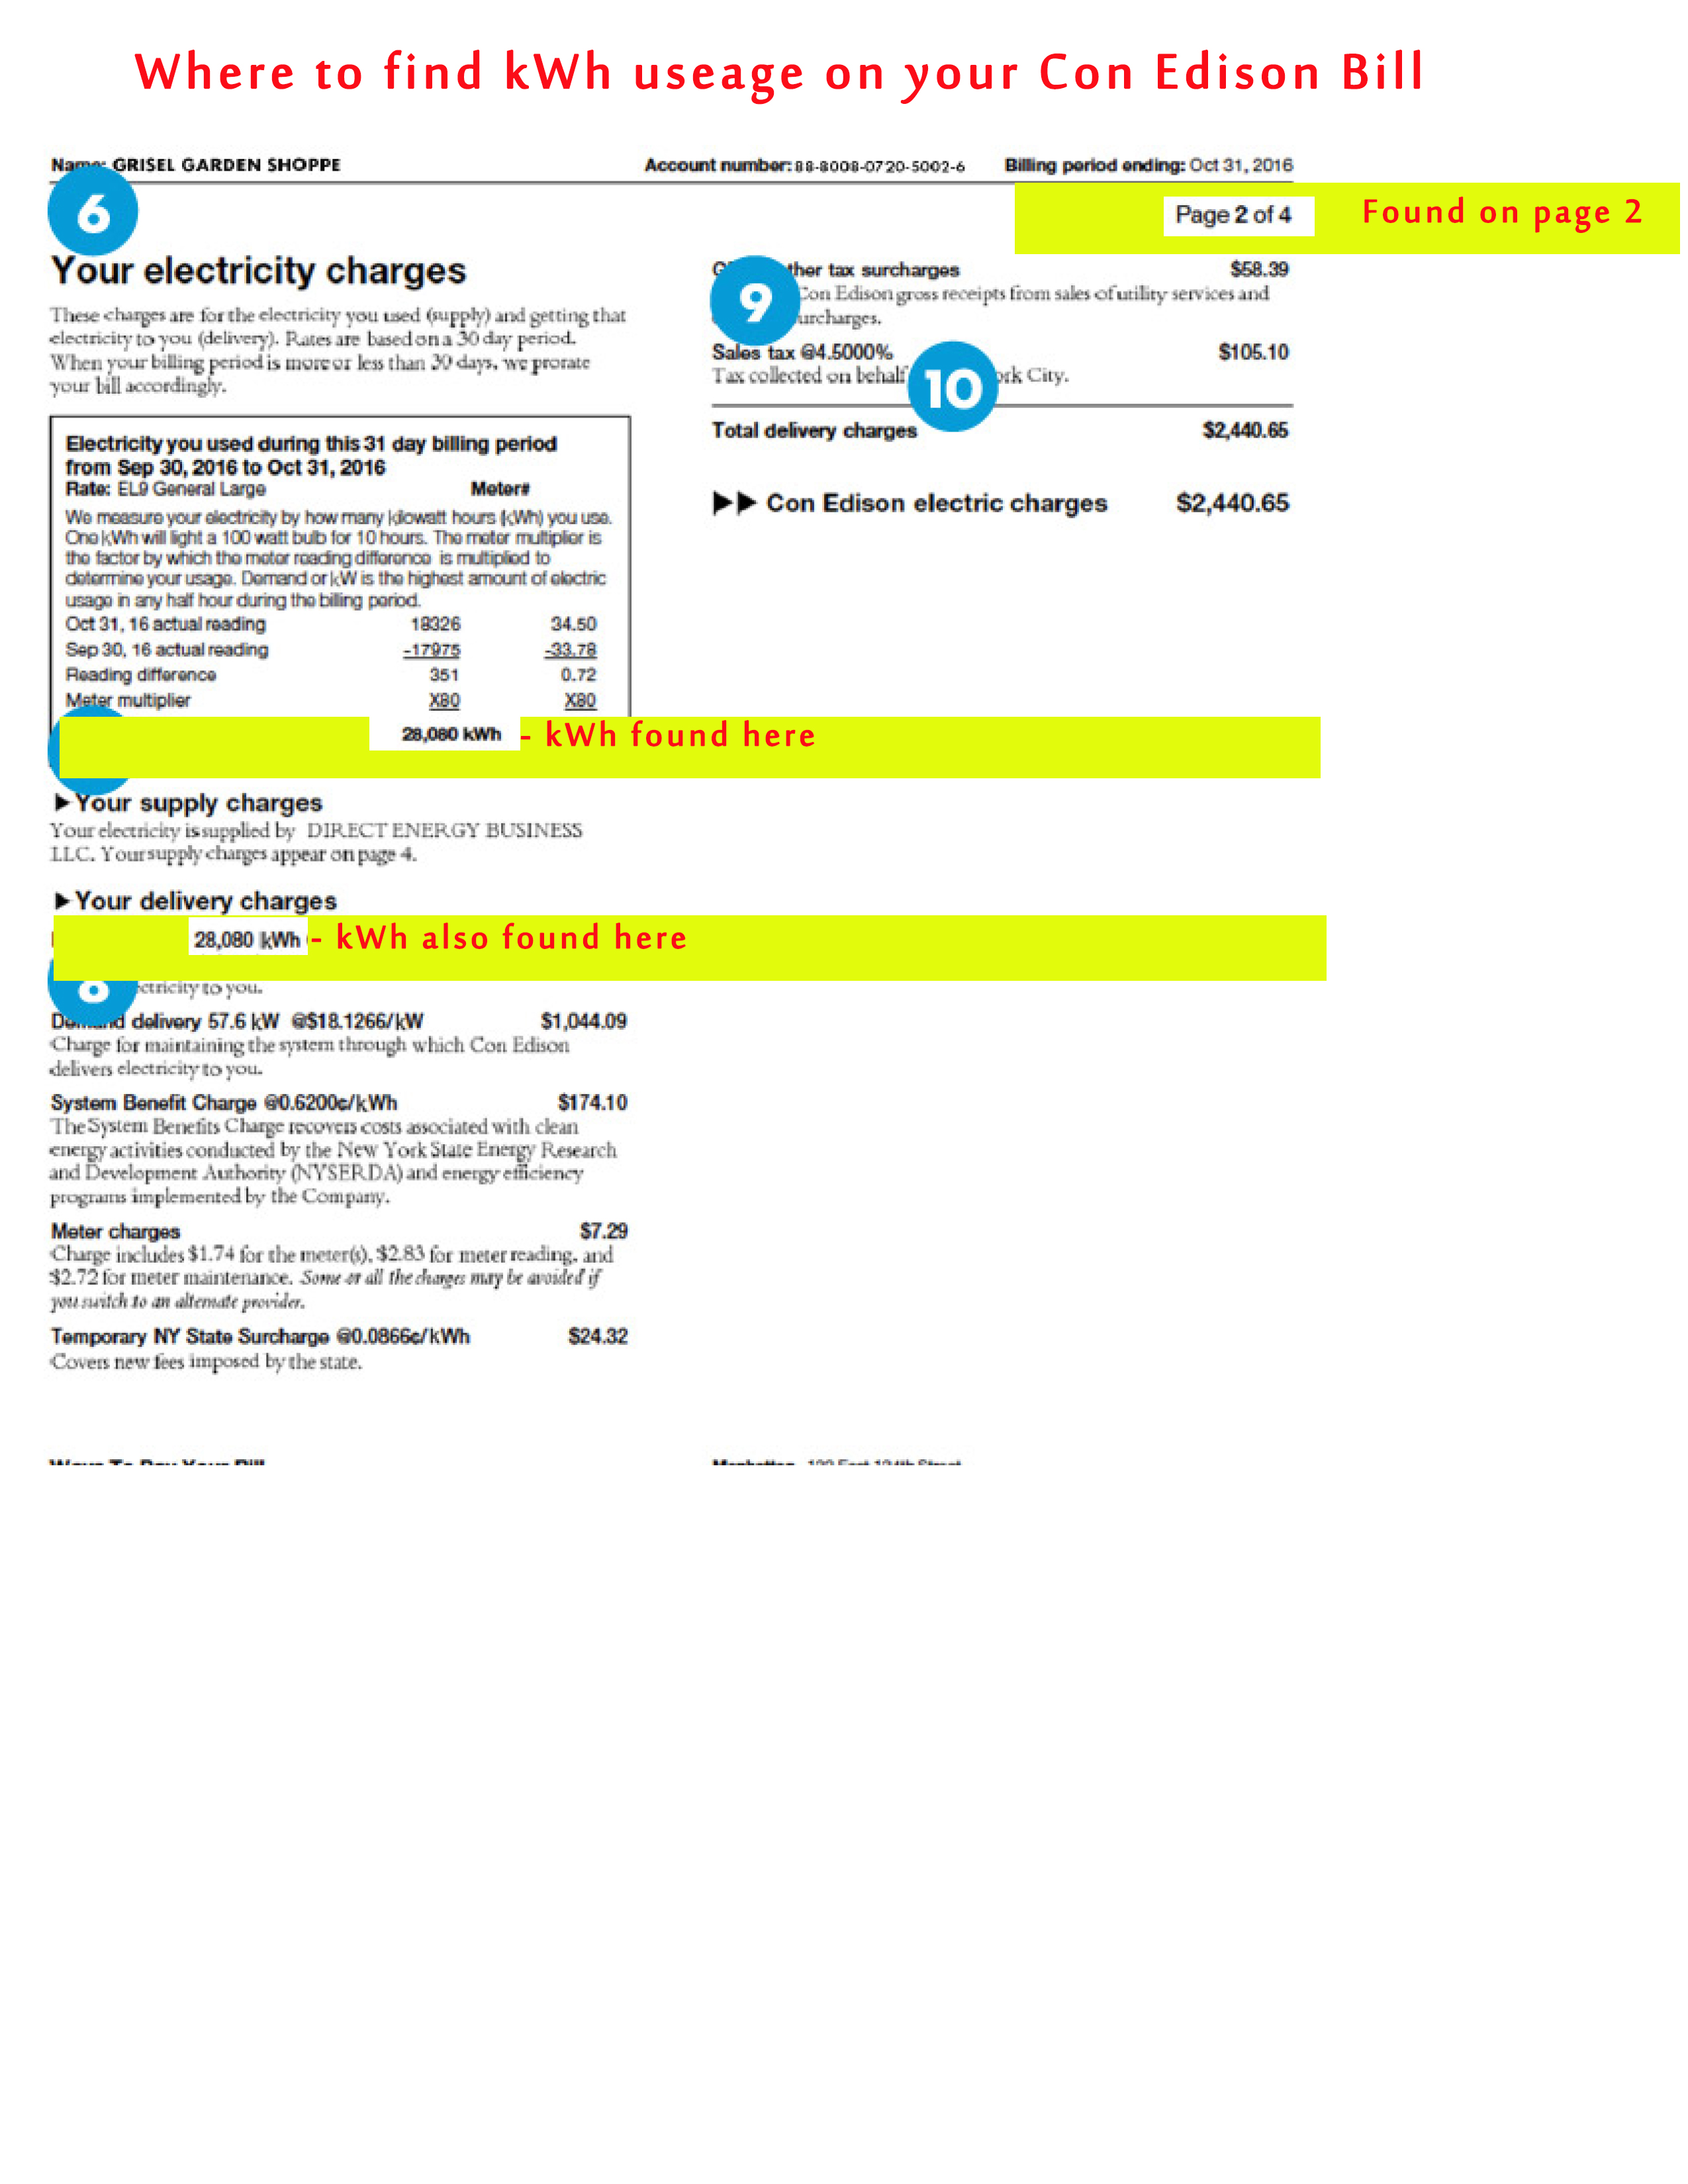 Where to find kWh useage on your Con Edison Bill
Name: GRISEL GARDEN SHOPPE Account number: 88-8008-0720-5002-6 Billing period ending: Oct 31, 2016
6
Page 2 of 4 Found on page 2
Your electricity charges
These charges are for the electricity you used (supply) and getting that
electricity to you (delivery). Rates are based on a 30 day period.
When your billing period is more or less than 30 days, we prorate
your bill accordingly.
Electricity you used during this 31 day billing period
from Sep 30, 2016 to Oct 31, 2016
Rate: EL9 General Large Meter#
We measure your electricity by how many kilowatt hours (kWh) you use.
One kWh will light a 100 watt bulb for 10 hours. The meter multiplier is
the factor by which the meter reading difference is multiplied to
determine your usage. Demand or kW is the highest amount of electric
usage in any half hour during the billing period.
Oct 31, 16 actual reading 18326 34.50
Sep 30, 16 actual reading -17975 -33.78
Reading difference 351 0.72
Meter multiplier X80 X80
28,080 kWh - kWh found here
▶Your supply charges
Your electricity is supplied by DIRECT ENERGY BUSINESS
LLC. Your supply charges appear on page 4.
▶Your delivery charges
28,080 kWh - kWh also found here
ctricity to you.
Demand delivery 57.6 kW @$18.1266/kW $1,044.09
Charge for maintaining the system through which Con Edison
delivers electricity to you.
System Benefit Charge @0.6200¢/kWh $174.10
The System Benefits Charge recovers costs associated with clean
energy activities conducted by the New York State Energy Research
and Development Authority (NYSERDA) and energy efficiency
programs implemented by the Company.
Meter charges $7.29
Charge includes $1.74 for the meter(s), $2.83 for meter reading, and
$2.72 for meter maintenance. Some or all the charges may be avoided if
you switch to an alternate provider.
Temporary NY State Surcharge @0.0866¢/kWh $24.32
Covers new fees imposed by the state.
ther tax surcharges $58.39
9
Con Edison gross receipts from sales of utility services and
urcharges.
Sales tax @4.5000% $105.10
Tax collected on behalf ork City.
10
Total delivery charges $2,440.65
▶▶ Con Edison electric charges $2,440.65
Ways To Pay Your Bill